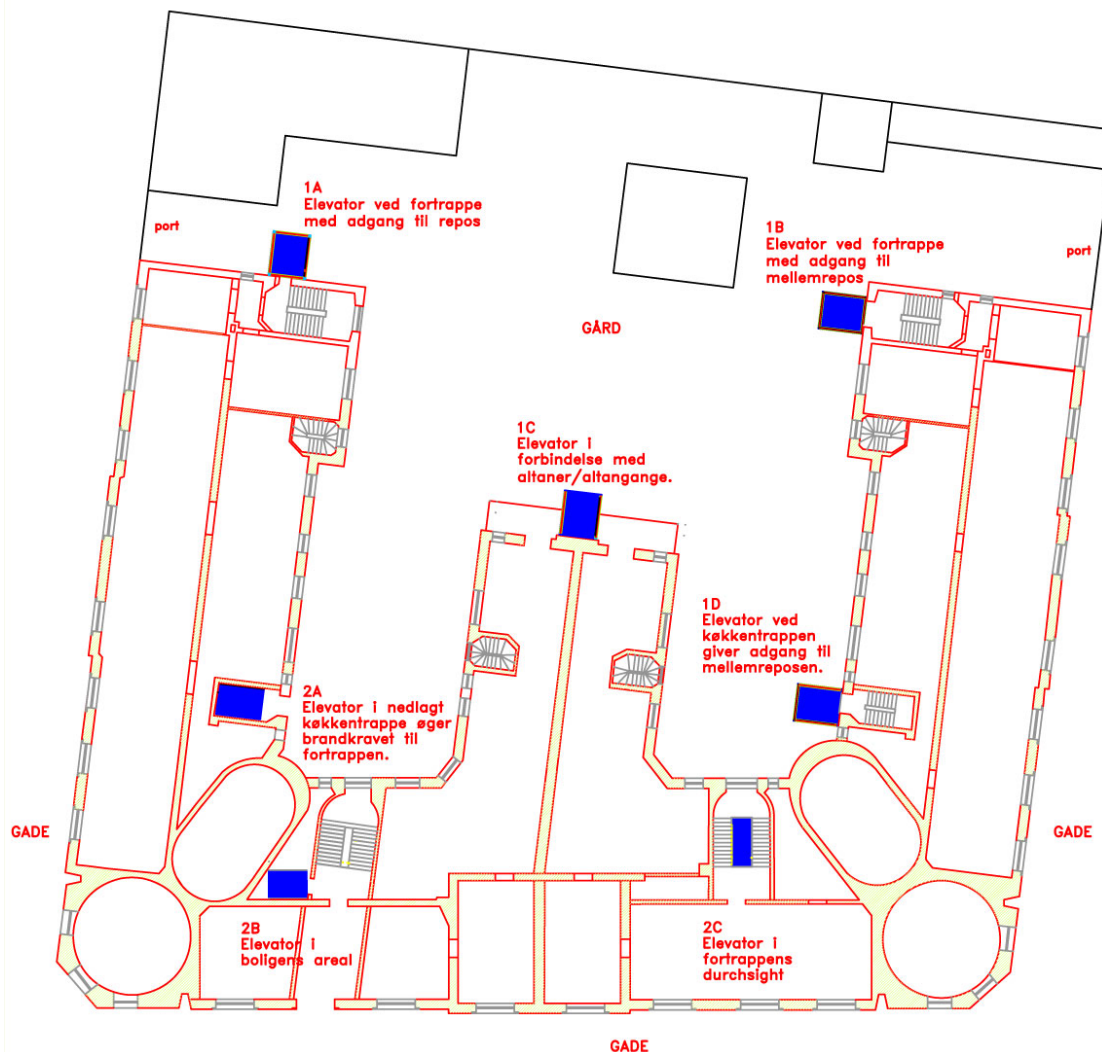 1A
Elevator ved fortrappe
med adgang til repos
port
1B
Elevator ved fortrappe
med adgang til
mellemrepos
port
GÅRD
1C
Elevator i
forbindelse med
altaner/altangange.
1D
Elevator ved
køkkentrappen
giver adgang til
mellemreposen.
2A
Elevator i nedlagt
køkkentrappe øger
brandkravet til
fortrappen.
GADE
GADE
2B
Elevator i
boligens areal
2C
Elevator i
fortrappens
durchsight
GADE